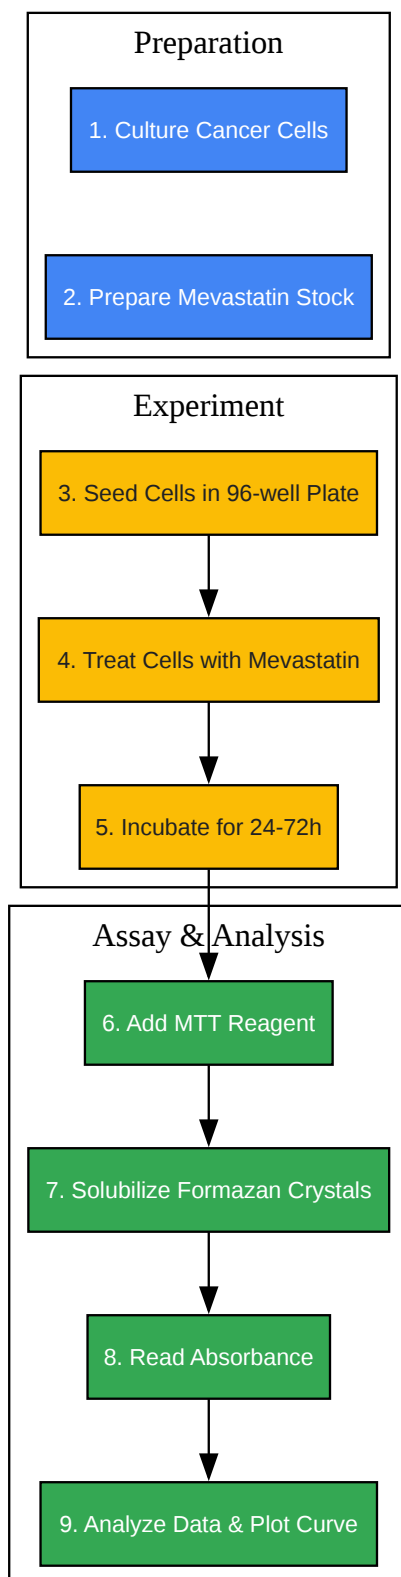 Preparation
1. Culture Cancer Cells
2. Prepare Mevastatin Stock
Experiment
3. Seed Cells in 96-well Plate
4. Treat Cells with Mevastatin
5. Incubate for 24-72h
Assay & Analysis
6. Add MTT Reagent
7. Solubilize Formazan Crystals
8. Read Absorbance
9. Analyze Data & Plot Curve